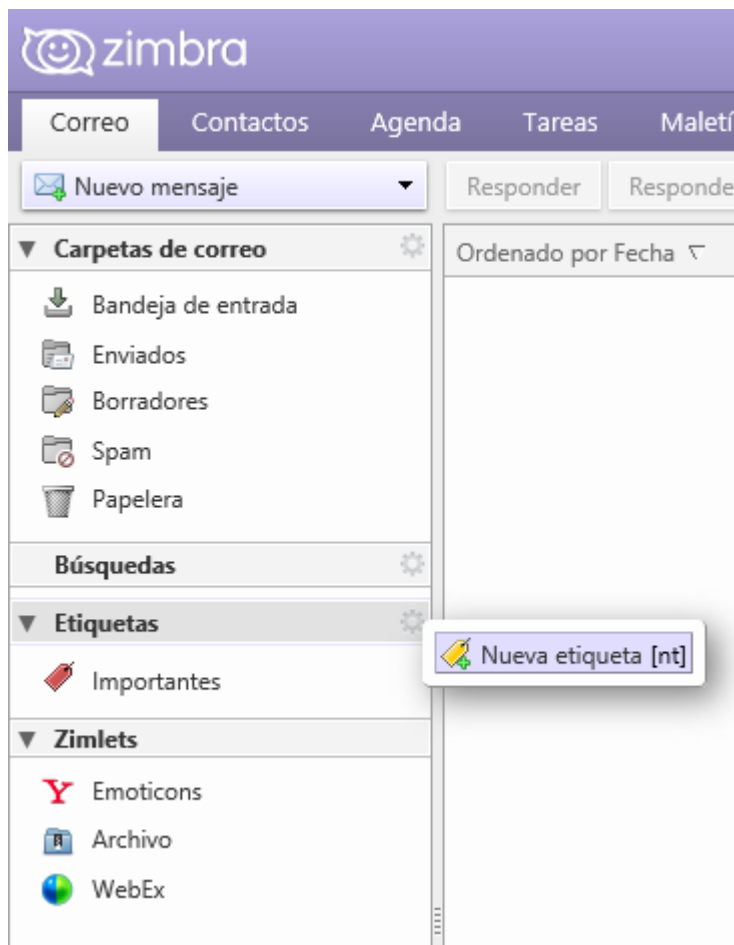 zimbra
Correo Contactos Agenda Tareas Maletí
Nuevo mensaje Responder Responde
Carpetas de correo Ordenado por Fecha
Bandeja de entrada
Enviados
Borradores
Spam
Papelera
Búsquedas
Etiquetas
Nueva etiqueta [nt]
Importantes
Zimlets
Emoticons
Archivo
WebEx